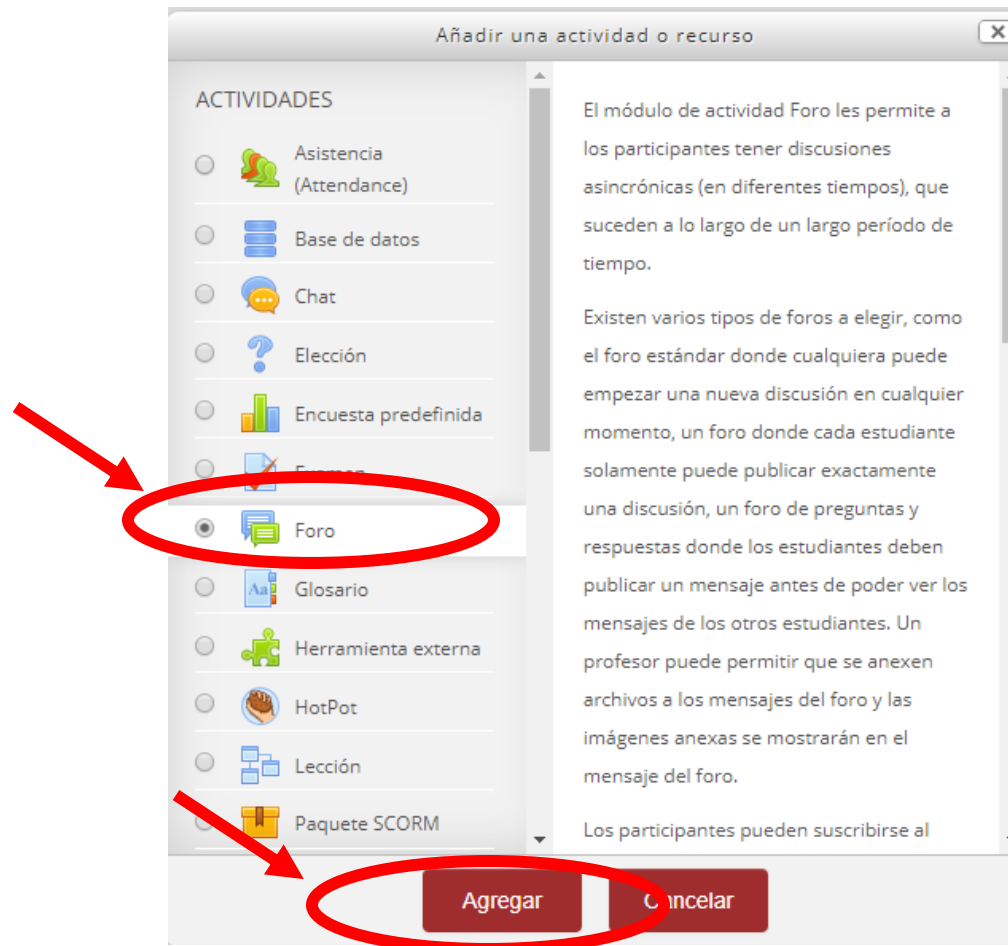 Añadir una actividad o recurso
ACTIVIDADES
Asistencia
(Attendance)
Base de datos
Chat
Elección
Encuesta predefinida
Examen
Foro
Glosario
Herramienta externa
HotPot
Lección
Paquete SCORM
El módulo de actividad Foro les permite a
los participantes tener discusiones
asincrónicas (en diferentes tiempos), que
suceden a lo largo de un largo período de
tiempo.
Existen varios tipos de foros a elegir, como
el foro estándar donde cualquiera puede
empezar una nueva discusión en cualquier
momento, un foro donde cada estudiante
solamente puede publicar exactamente
una discusión, un foro de preguntas y
respuestas donde los estudiantes deben
publicar un mensaje antes de poder ver los
mensajes de los otros estudiantes. Un
profesor puede permitir que se anexen
archivos a los mensajes del foro y las
imágenes anexas se mostrarán en el
mensaje del foro.
Los participantes pueden suscribirse al
Agregar
Cancelar